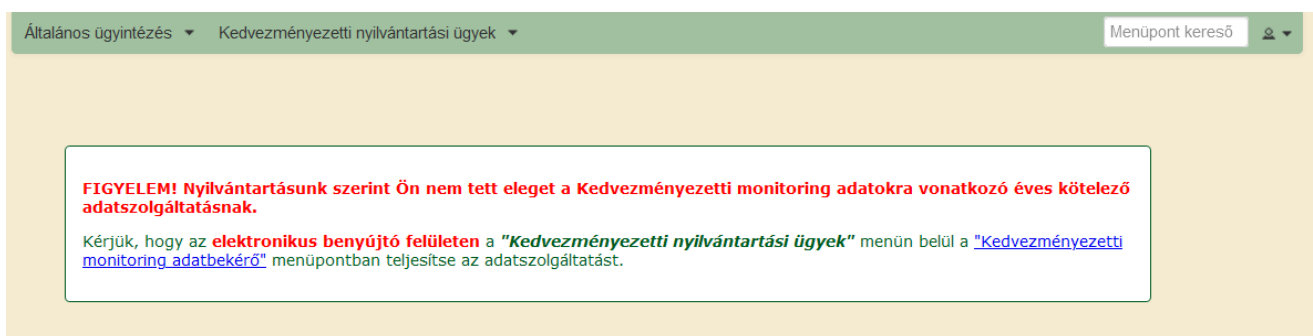 Általános ügyintézés Kedvezményezetti nyilvántartási ügyek Menüpont kereső
FIGYELEM! Nyilvántartásunk szerint Ön nem tett eleget a Kedvezményezetti monitoring adatokra vonatkozó éves kötelező
adatszolgáltatásnak.
Kérjük, hogy az elektronikus benyújtó felületen a "Kedvezményezetti nyilvántartási ügyek" menün belül a "Kedvezményezetti
monitoring adatbekérő" menüpontban teljesítse az adatszolgáltatást.